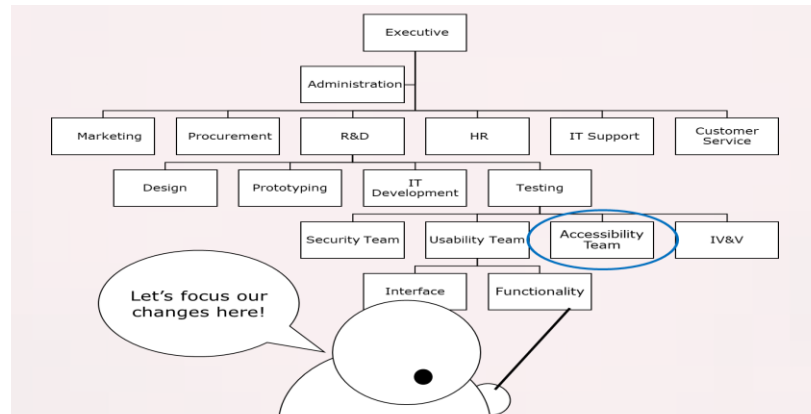 Executive
Administration
Marketing
Procurement
R&D
HR
IT Support
Customer
Service
Design
Prototyping
IT
Development
Testing
Security Team
Usability Team
Accessibility
Team
IV&V
Interface
Functionality
Let's focus our
changes here!